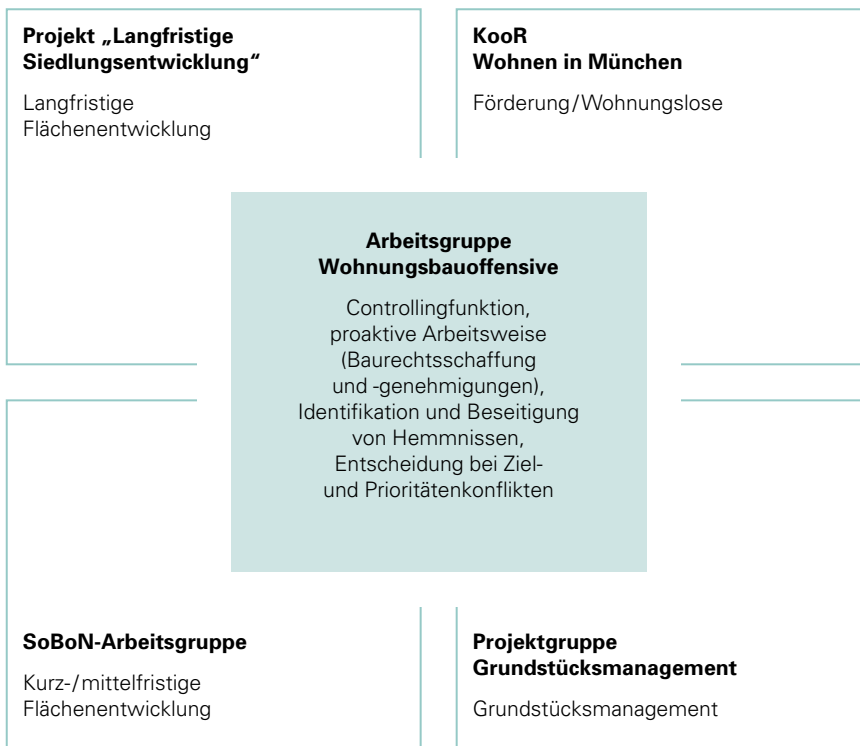 Projekt „Langfristige
Siedlungsentwicklung“
Langfristige
Flächenentwicklung
KooR
Wohnen in München
Förderung/Wohnungslose
Arbeitsgruppe
Wohnungsbauoffensive
Controllingfunktion,
proaktive Arbeitsweise
(Baurechtsschaffung
und -genehmigungen),
Identifikation und Beseitigung
von Hemmnissen,
Entscheidung bei Ziel-
und Prioritätenkonflikten
SoBoN-Arbeitsgruppe
Kurz-/mittelfristige
Flächenentwicklung
Projektgruppe
Grundstücksmanagement
Grundstücksmanagement